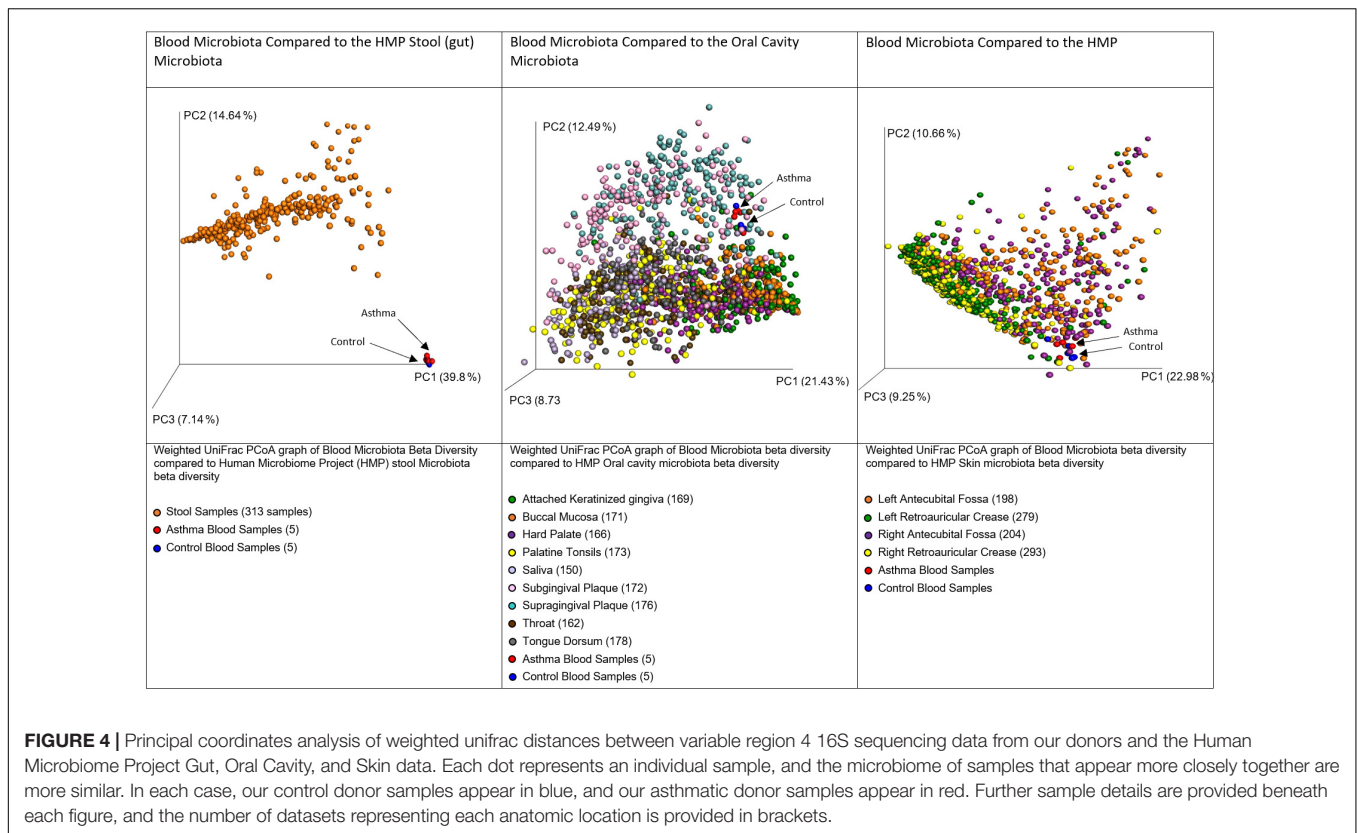 Blood Microbiota Compared to the HMP Stool (gut)
Microbiota
Blood Microbiota Compared to the Oral Cavity
Microbiota
Blood Microbiota Compared to the HMP
PC2 (14.64 %)
Asthma
Control
PC1 (39.8 %)
PC3 (7.14 %)
PC2 (12.49 %)
Asthma
Control
PC1 (21.43 %)
PC3 (8.73
PC2 (10.66 %)
Asthma
Control
PC1 (22.98 %)
PC3 (9.25 %)
Weighted UniFrac PCoA graph of Blood Microbiota Beta Diversity
compared to Human Microbiome Project (HMP) stool Microbiota
beta diversity
Stool Samples (313 samples)
Asthma Blood Samples (5)
Control Blood Samples (5)
Weighted UniFrac PCoA graph of Blood Microbiota beta diversity
compared to HMP Oral cavity microbiota beta diversity
Attached Keratinized gingiva (169)
Buccal Mucosa (171)
Hard Palate (166)
Palatine Tonsils (173)
Saliva (150)
Subgingival Plaque (172)
Supragingival Plaque (176)
Throat (162)
Tongue Dorsum (178)
Asthma Blood Samples (5)
Control Blood Samples (5)
Weighted UniFrac PCoA graph of Blood Microbiota beta diversity
compared to HMP Skin microbiota beta diversity
Left Antecubital Fossa (198)
Left Retroauricular Crease (279)
Right Antecubital Fossa (204)
Right Retroauricular Crease (293)
Asthma Blood Samples
Control Blood Samples
FIGURE 4 | Principal coordinates analysis of weighted unifrac distances between variable region 4 16S sequencing data from our donors and the Human
Microbiome Project Gut, Oral Cavity, and Skin data. Each dot represents an individual sample, and the microbiome of samples that appear more closely together are
more similar. In each case, our control donor samples appear in blue, and our asthmatic donor samples appear in red. Further sample details are provided beneath
each figure, and the number of datasets representing each anatomic location is provided in brackets.